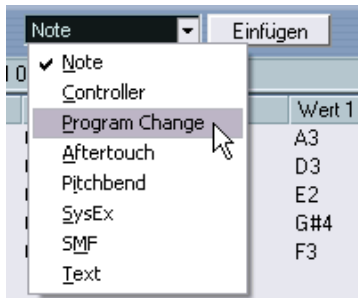 Note Einfügen
Note
Controller
Program Change
Wert 1
Aftertouch
A3
Pitchbend
D3
SysEx
E2
SMF
G#4
Text
F3